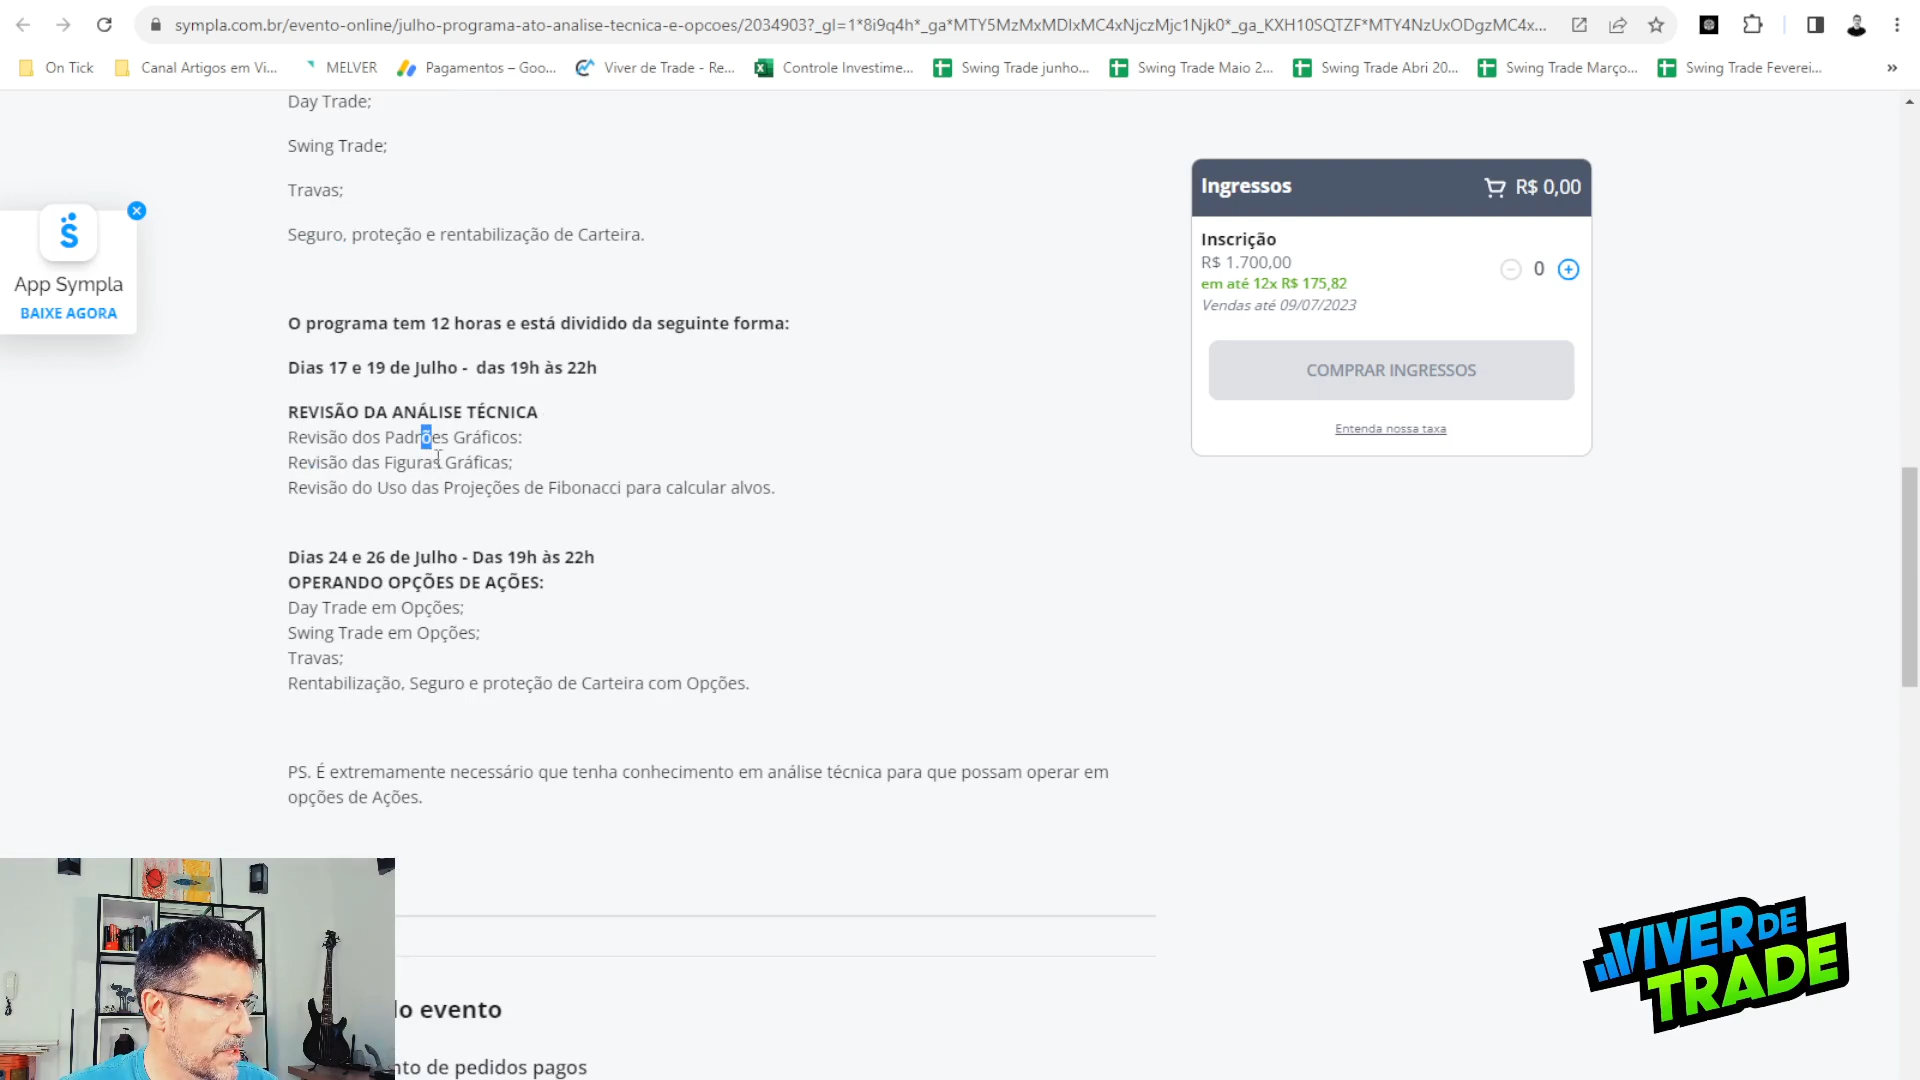 sympla.com.br/evento-online/julho-programa-ato-analise-tecnica-e-opcoes/2034903?_gl=1*8i9q4h*_ga*MTY5MzMxMDIxMC4xNjczMjc1Njk0*_ga_KXH10SQTZF*MTY4NzUxODgzMC4x...
On Tick
Canal Artigos em Vi...
MELVER
Pagamentos – Goo...
Viver de Trade - Re...
Controle Investime...
Swing Trade junho...
Swing Trade Maio 2...
Swing Trade Abri 20...
Swing Trade Março...
Swing Trade Feverei...
»
Day Trade;
Swing Trade;
Travas;
Seguro, proteção e rentabilização de Carteira.
App Sympla
BAIXE AGORA
Ingressos
R$ 0,00
Inscrição
R$ 1.700,00
em até 12x R$ 175,82
Vendas até 09/07/2023
0
COMPRAR INGRESSOS
Entenda nossa taxa
O programa tem 12 horas e está dividido da seguinte forma:
Dias 17 e 19 de Julho - das 19h às 22h
REVISÃO DA ANÁLISE TÉCNICA
Revisão dos Padrões Gráficos:
Revisão das Figuras Gráficas;
Revisão do Uso das Projeções de Fibonacci para calcular alvos.
Dias 24 e 26 de Julho - Das 19h às 22h
OPERANDO OPÇÕES DE AÇÕES:
Day Trade em Opções;
Swing Trade em Opções;
Travas;
Rentabilização, Seguro e proteção de Carteira com Opções.
PS. É extremamente necessário que tenha conhecimento em análise técnica para que possam operar em
opções de Ações.
lo evento
nto de pedidos pagos
VIVER DE
TRADE